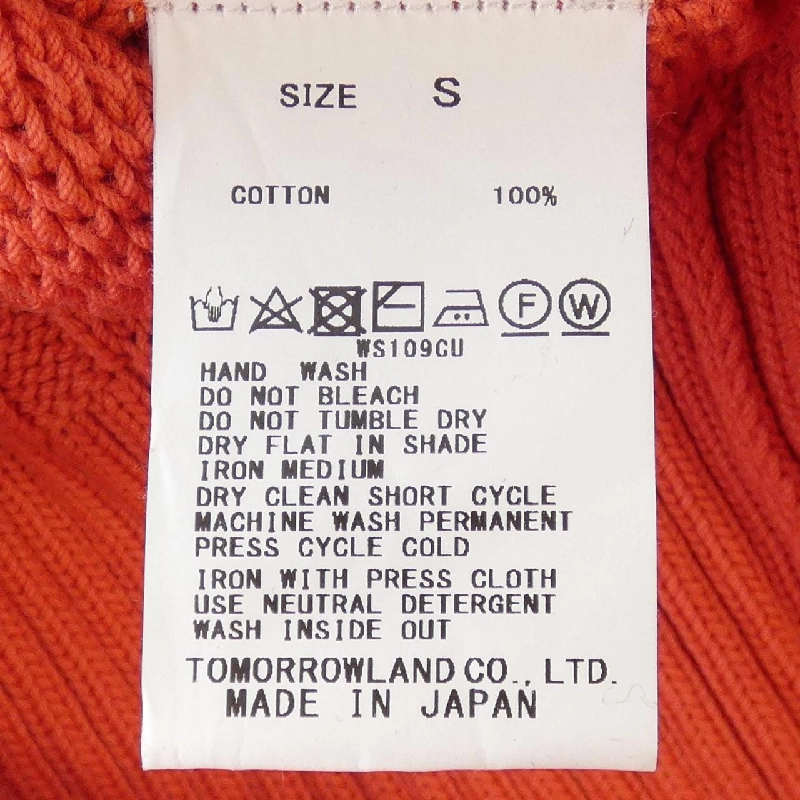 SIZE S
COTTON 100%
F W
WS109CU
HAND WASH
DO NOT BLEACH
DO NOT TUMBLE DRY
DRY FLAT IN SHADE
IRON MEDIUM
DRY CLEAN SHORT CYCLE
MACHINE WASH PERMANENT
PRESS CYCLE COLD
IRON WITH PRESS CLOTH
USE NEUTRAL DETERGENT
WASH INSIDE OUT
TOMORROWLAND CO., LTD.
MADE IN JAPAN